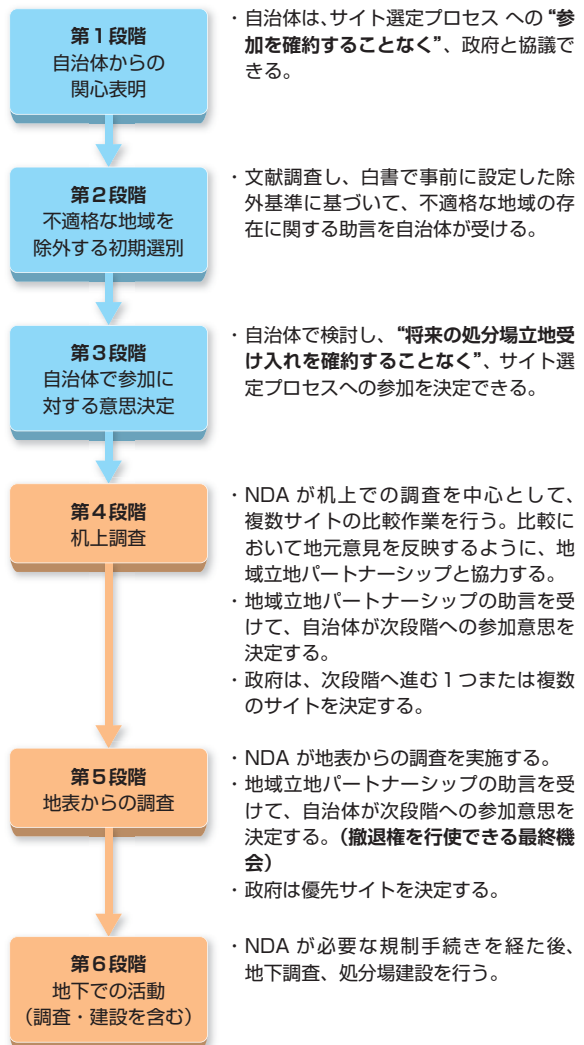 第1段階
自治体からの
関心表明
・自治体は、サイト選定プロセス への“参
加を確約することなく”、政府と協議で
きる。
第2段階
不適格な地域を
除外する初期選別
・文献調査し、白書で事前に設定した除
外基準に基づいて、不適格な地域の存
在に関する助言を自治体が受ける。
第3段階
自治体で参加に
対する意思決定
・自治体で検討し、“将来の処分場立地受
け入れを確約することなく”、サイト選
定プロセスへの参加を決定できる。
第4段階
机上調査
・NDA が机上での調査を中心として、
複数サイトの比較作業を行う。比較に
おいて地元意見を反映するように、地
域立地パートナーシップと協力する。
・地域立地パートナーシップの助言を受
けて、自治体が次段階への参加意思を
決定する。
・政府は、次段階へ進む1つまたは複数
のサイトを決定する。
第5段階
地表からの調査
・NDA が地表からの調査を実施する。
・地域立地パートナーシップの助言を受
けて、自治体が次段階への参加意思を
決定する。（撤退権を行使できる最終機
会）
・政府は優先サイトを決定する。
第6段階
地下での活動
（調査・建設を含む）
・NDA が必要な規制手続きを経た後、
地下調査、処分場建設を行う。